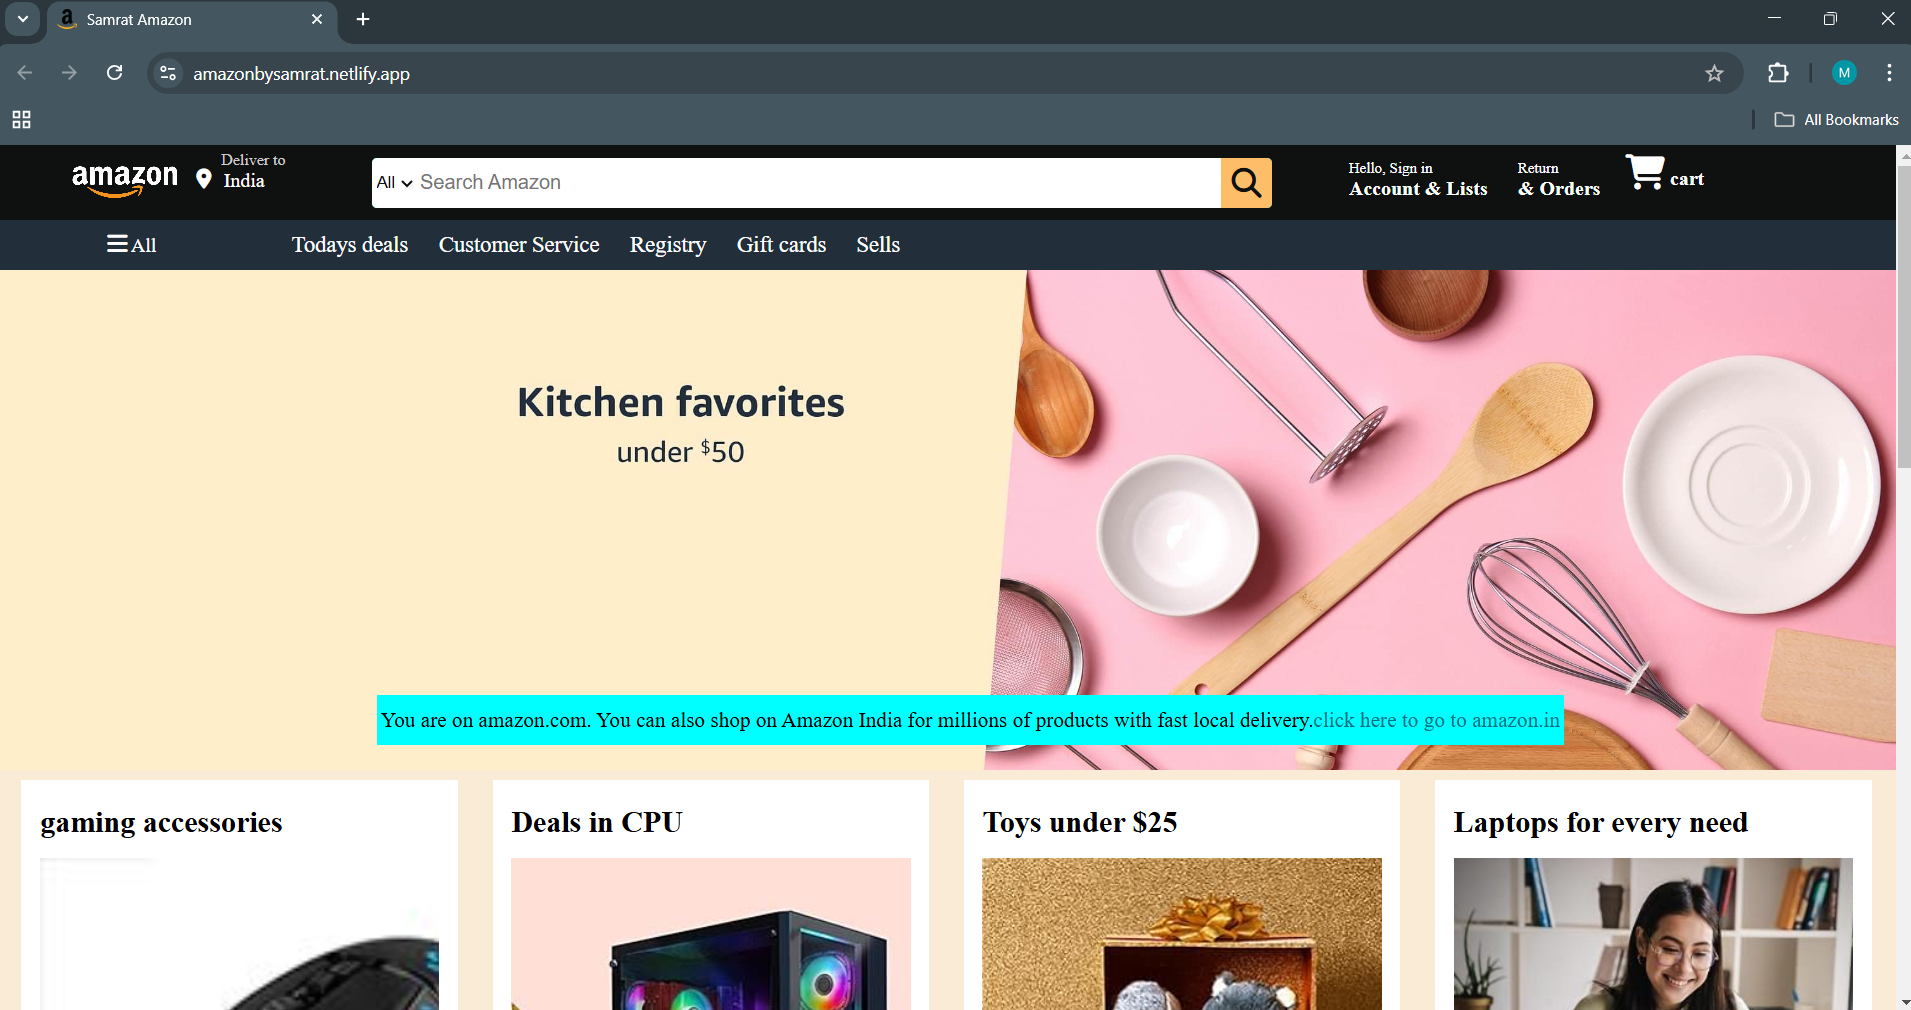 Samrat Amazon
amazonbysamrat.netlify.app
M
All Bookmarks
amazon
Deliver to
India
All
Search Amazon
Hello, Sign in
Account & Lists
Return
& Orders
cart
All
Todays deals
Customer Service
Registry
Gift cards
Sells
Kitchen favorites
under $50
You are on amazon.com. You can also shop on Amazon India for millions of products with fast local delivery.click here to go to amazon.in
gaming accessories
Deals in CPU
Toys under $25
Laptops for every need